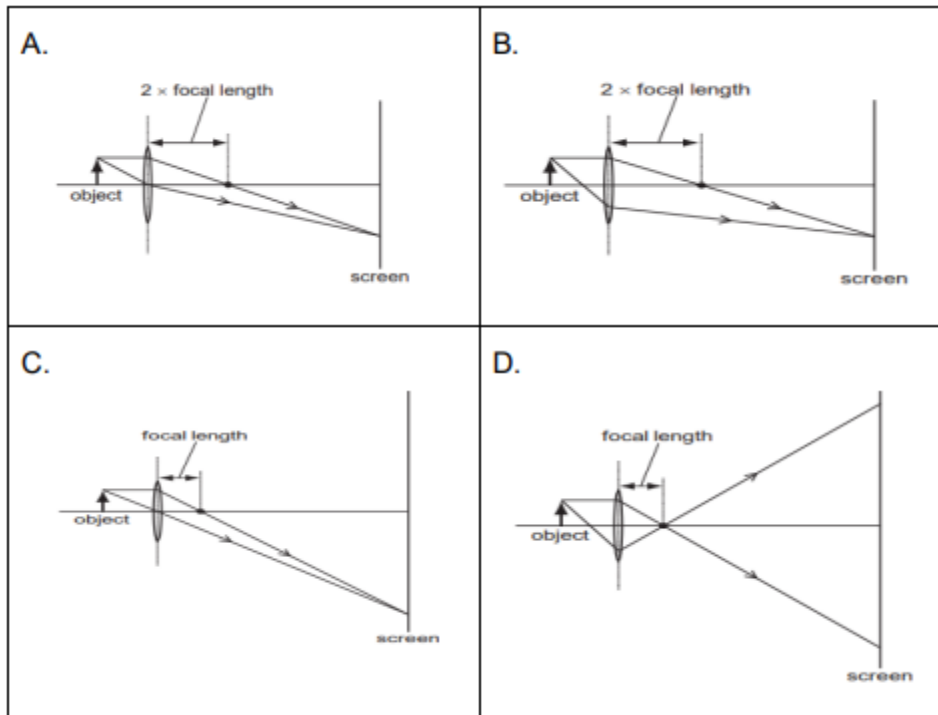 A.
2 × focal length
object
screen
B.
2 × focal length
object
screen
C.
focal length
object
screen
D.
focal length
object
screen